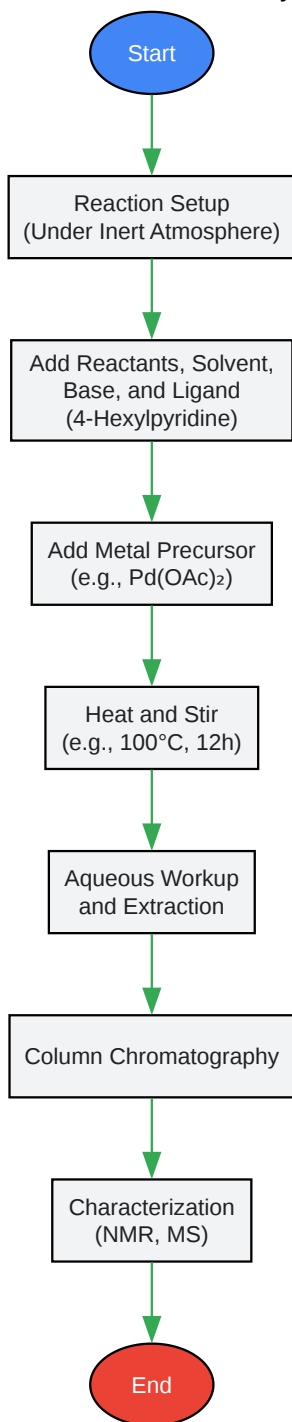 Start
Reaction Setup
(Under Inert Atmosphere)
Add Reactants, Solvent,
Base, and Ligand
(4-Hexylpyridine)
Add Metal Precursor
(e.g., Pd(OAc)₂)
Heat and Stir
(e.g., 100°C, 12h)
Aqueous Workup
and Extraction
Column Chromatography
Characterization
(NMR, MS)
End